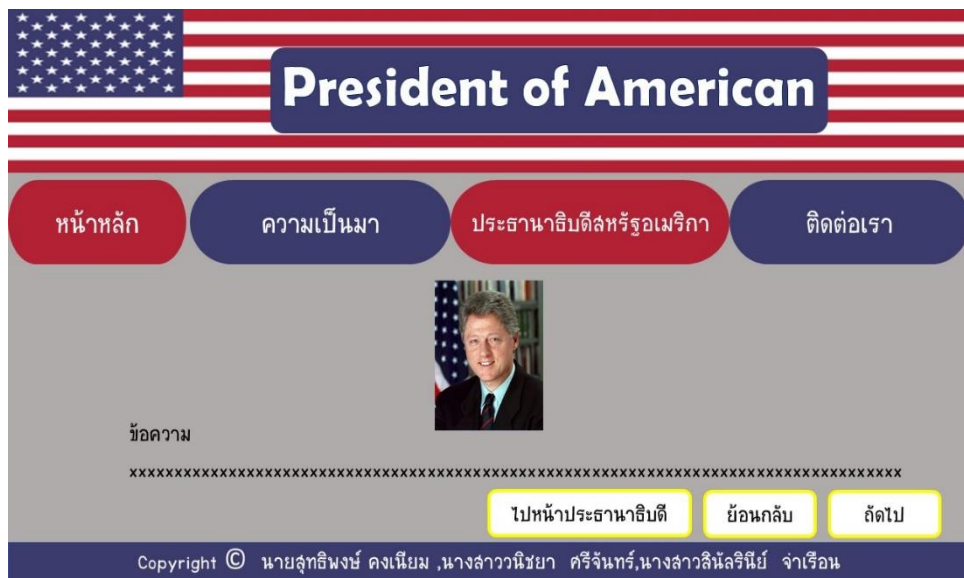 President of American
หน้าหลัก ความเป็นมา ประธานาธิบดีสหรัฐอเมริกา ติดต่อเรา
ข้อความ
xxxxxxxxxxxxxxxxxxxxxxxxxxxxxxxxxxxxxxxxxxxxxxxxxxxxxxxxxxxxxxxxxxxxxxxxxxxxxxxxxxxxxx
ไปหน้าประธานาธิบดี ย้อนกลับ ถัดไป
Copyright © นายสุทธิพงษ์ คงเนียม ,นางสาววนิชยา ศรีจันทร์,นางสาวลินัลรินีย์ จ่าเรือน